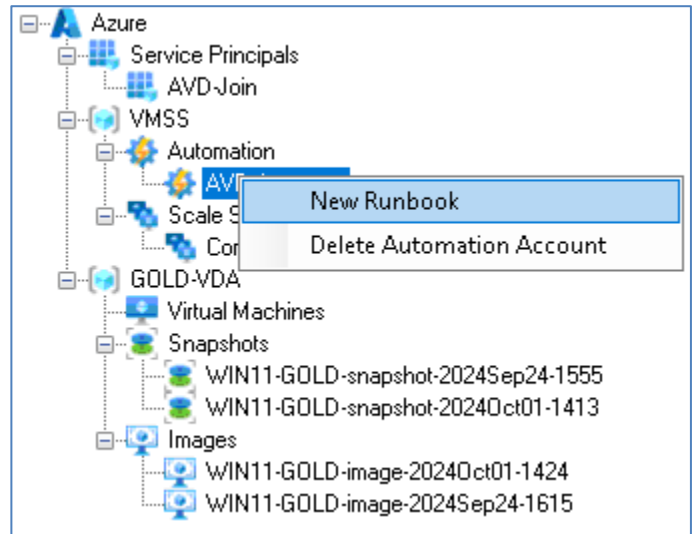 Azure
Service Principals
AVD-Join
VMSS
Automation
New Runbook
Scale
Delete Automation Account
GOLD-VDA
Virtual Machines
Snapshots
WIN11-GOLD-snapshot-2024Sep24-1555
WIN11-GOLD-snapshot-2024Oct01-1413
Images
WIN11-GOLD-image-2024Oct01-1424
WIN11-GOLD-image-2024Sep24-1615